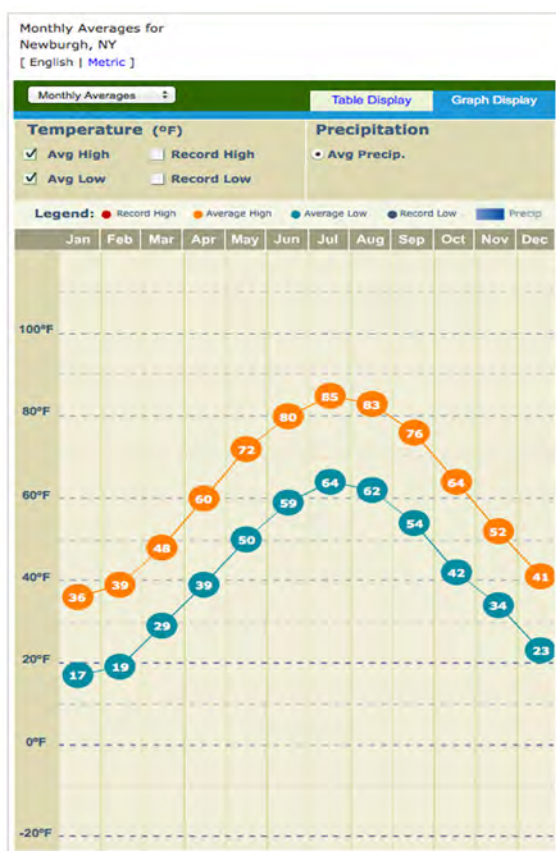 Monthly Averages for
Newburgh, NY
[ English | Metric ]
Monthly Averages
Table Display
Graph Display
Temperature (ºF)
Precipitation
Avg High
Record High
Avg Precip.
Avg Low
Record Low
Legend: Record High Average High Average Low Record Low Precip
Jan Feb Mar Apr May Jun Jul Aug Sep Oct Nov Dec
100ºF
80ºF
60ºF
40ºF
20ºF
0ºF
-20ºF
36 39 48 60 72 80 85 83 76 64 52 41
17 19 29 39 50 59 64 62 54 42 34 23